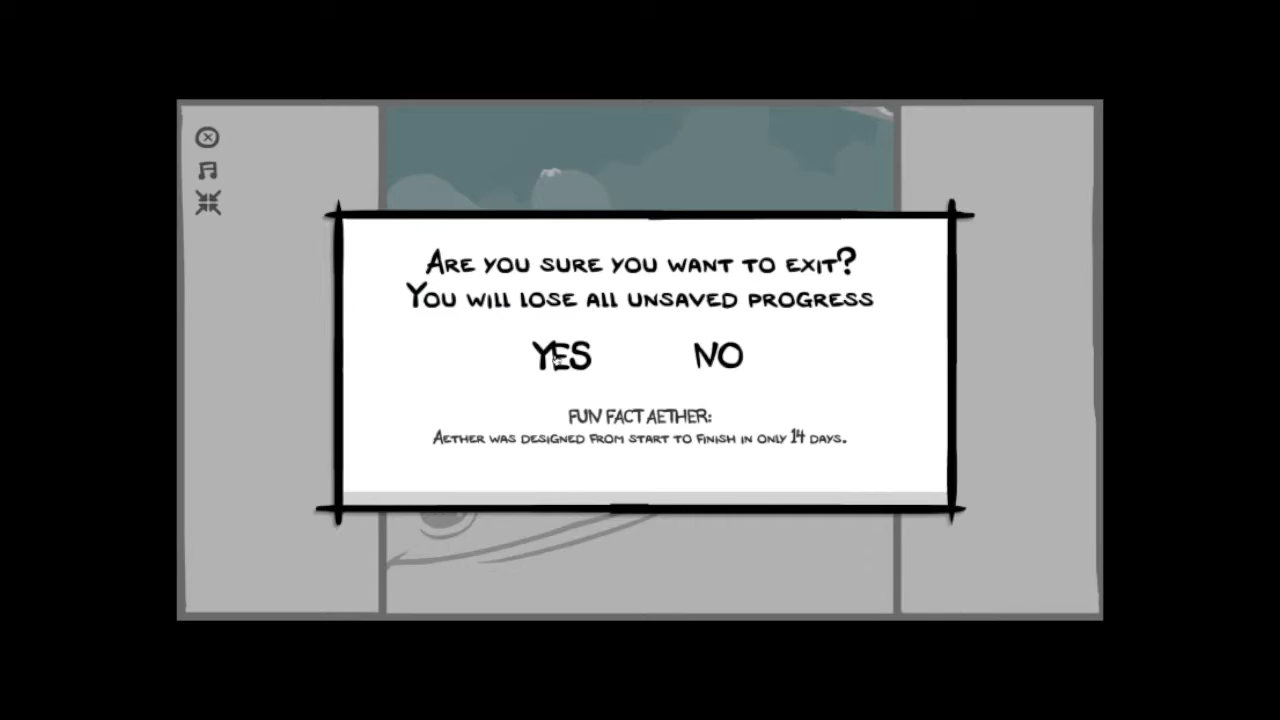 Are you sure you want to exit?
You will lose all unsaved progress
YES NO
FUN FACT AETHER:
Aether was designed from start to finish in only 14 days.